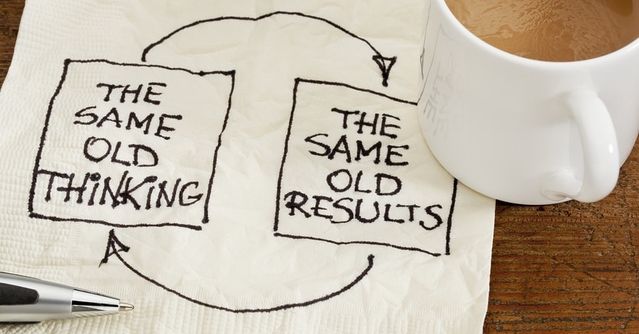 THE
SAME
OLD
THINKING
THE
SAME
OLD
RESULTS